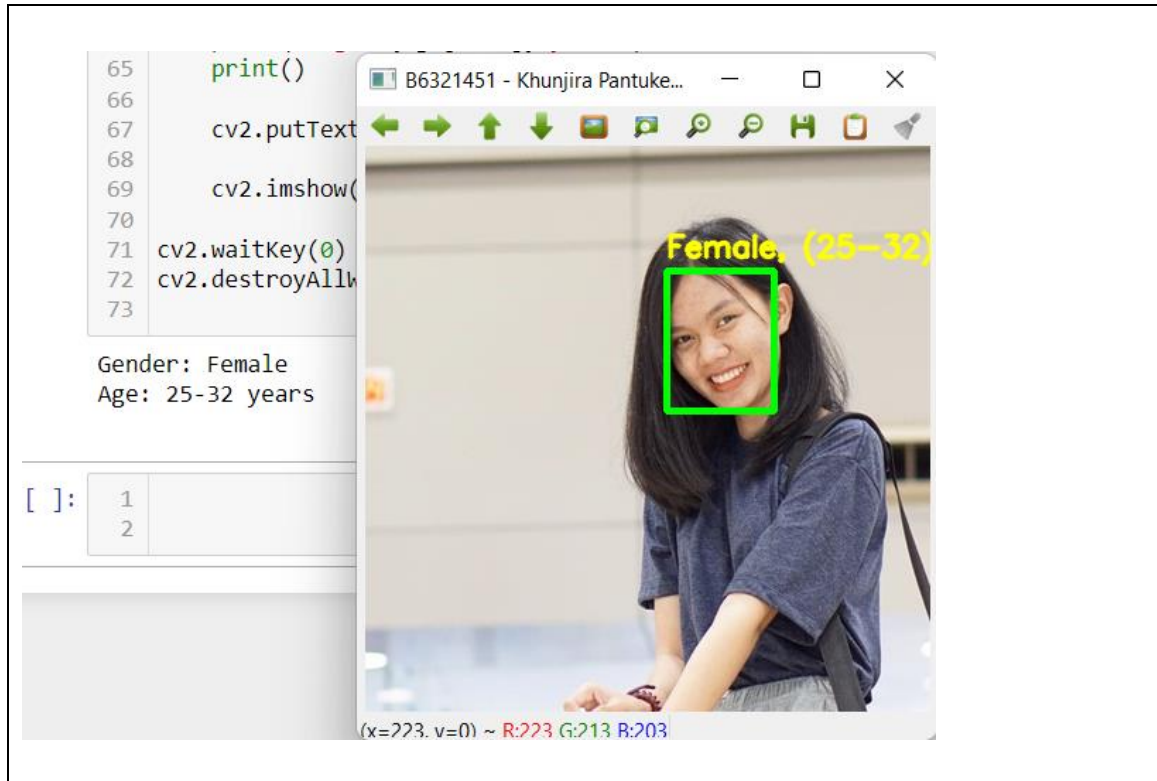 65 print()
66
67 cv2.putText
68
69 cv2.imshow(
70
71 cv2.waitKey(0)
72 cv2.destroyAllW
73
Gender: Female
Age: 25-32 years
[ ]: 1
2
B6321451 - Khunjira Pantuke...
Female, (25-32)
(x=223, y=0) ~ R:223 G:213 B:203